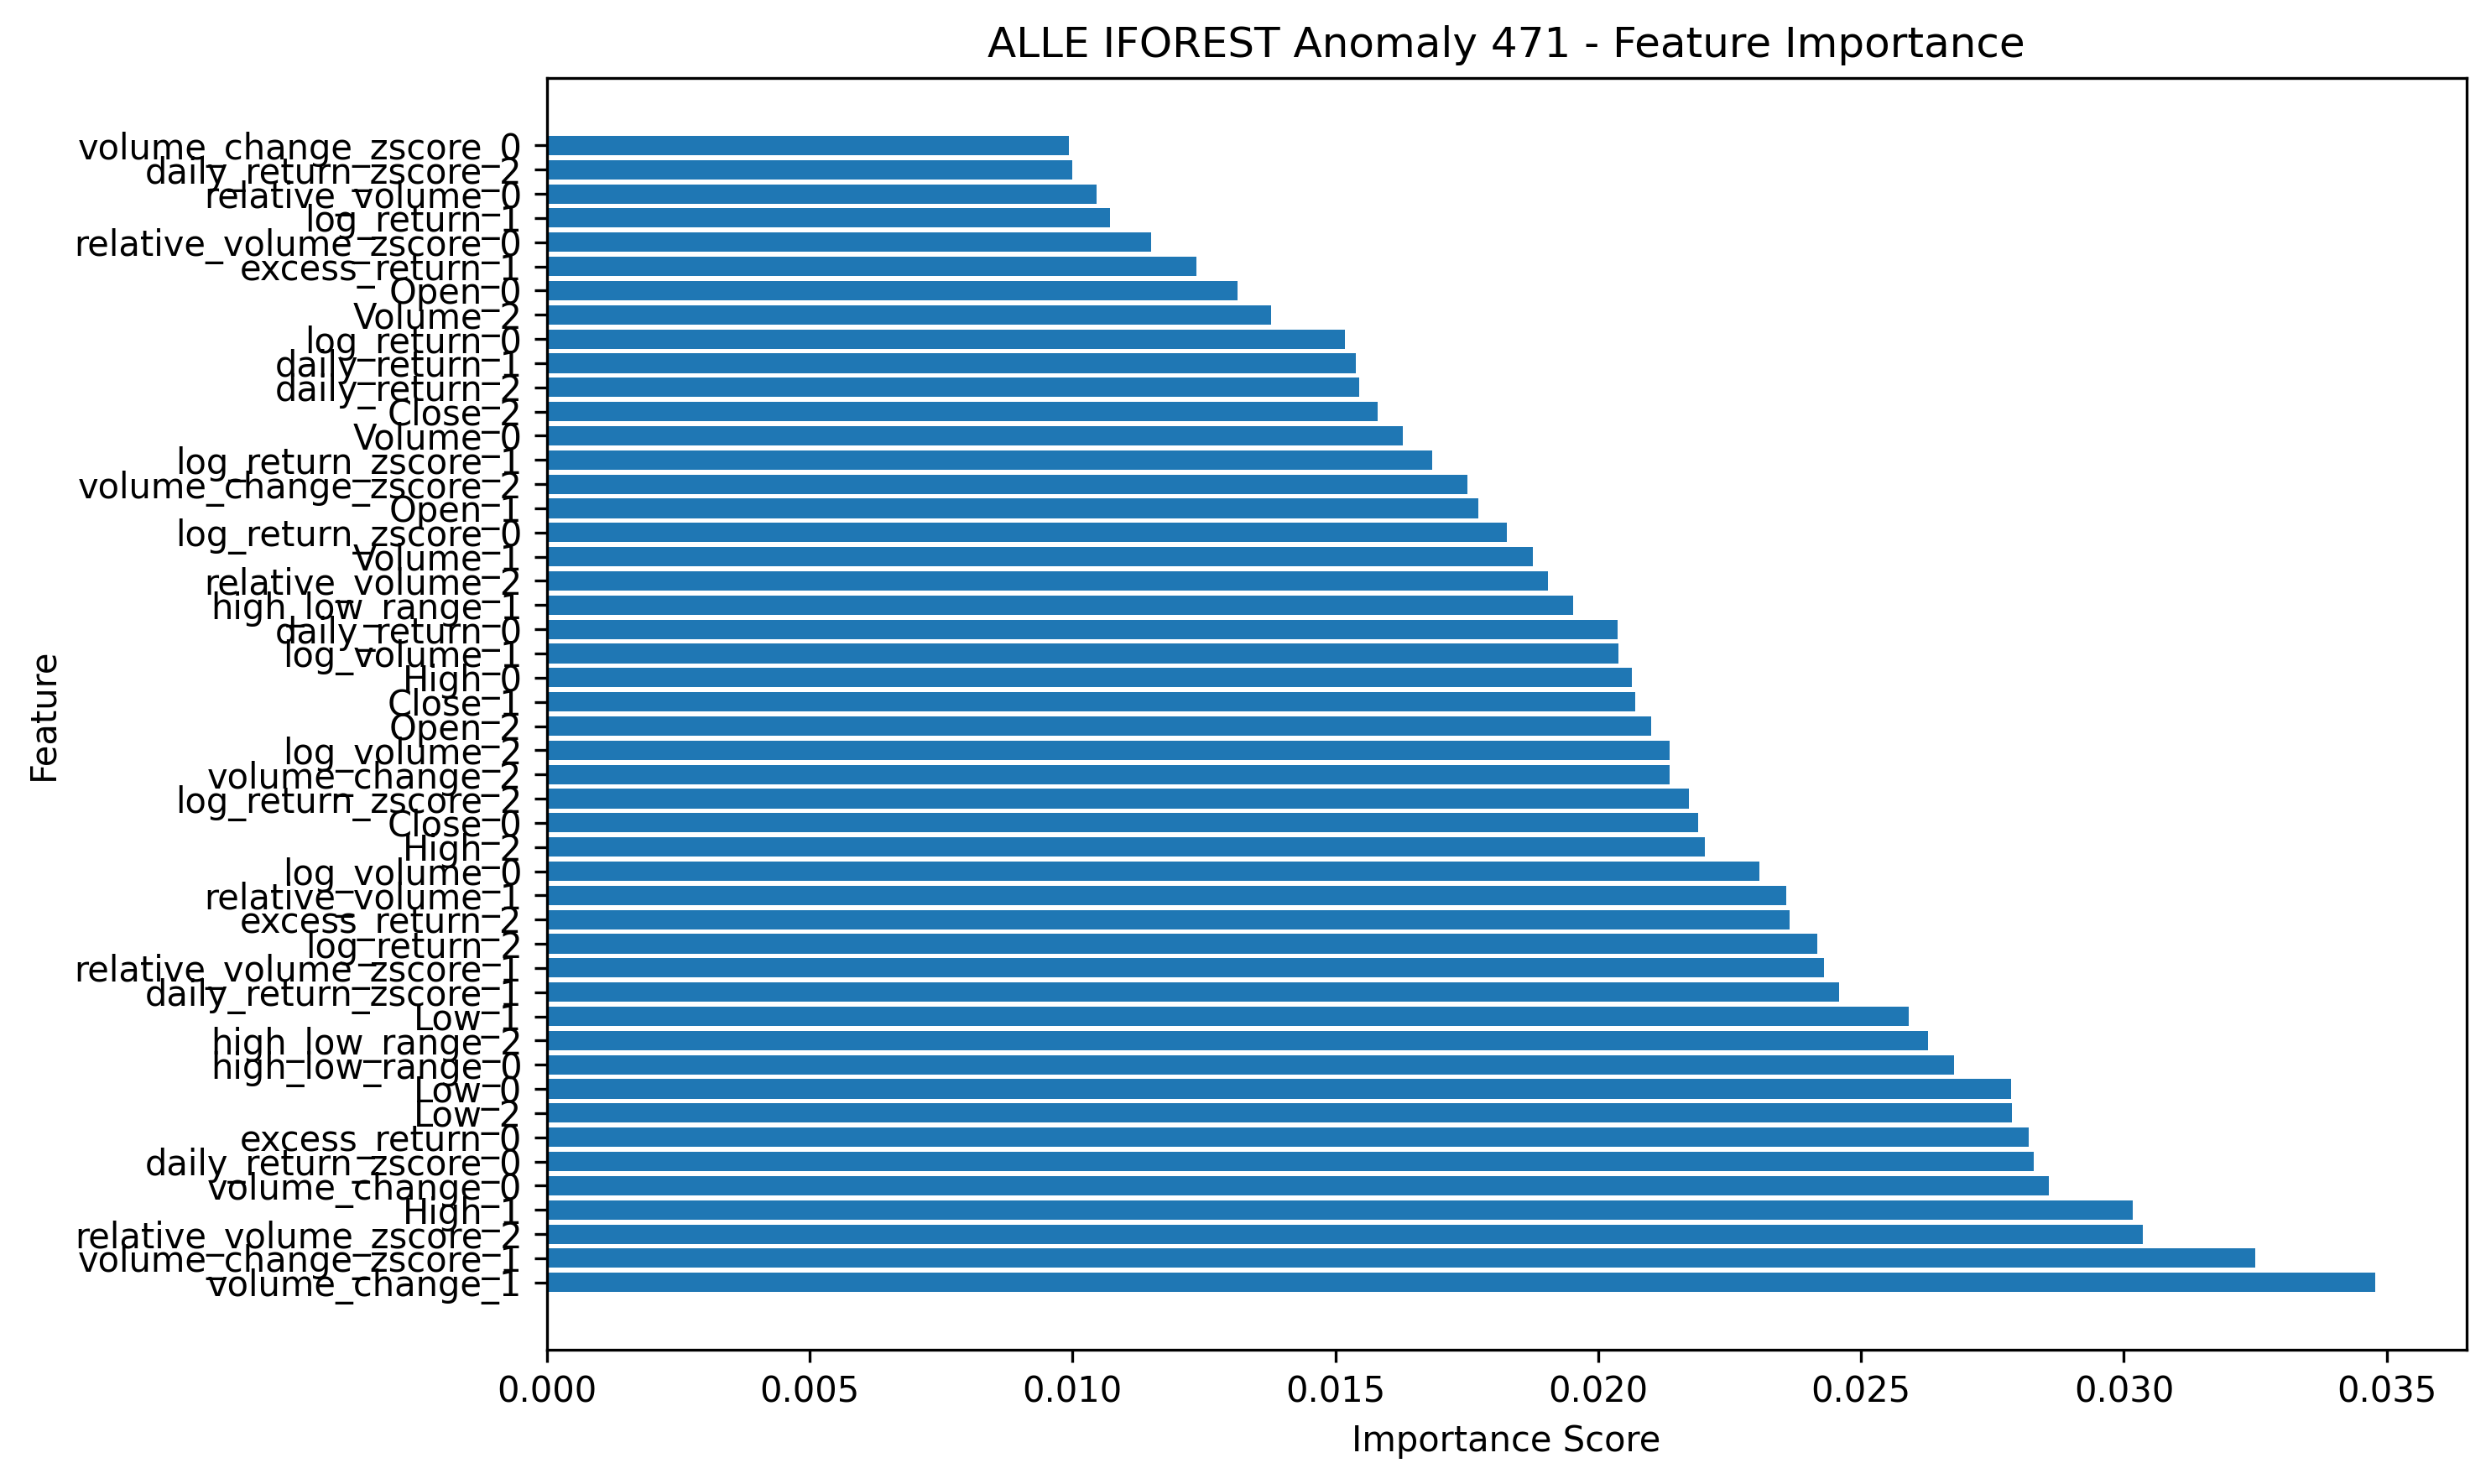 ALLE IFOREST Anomaly 471 - Feature Importance
volume_change_zscore_0
daily_return_zscore_2
relative_volume_0
log_return_1
relative_volume_zscore_0
excess_return_1
Open_0
Volume_2
log_return_0
daily_return_1
daily_return_2
Close_2
Volume_0
log_return_zscore_1
volume_change_zscore_2
Open_1
log_return_zscore_0
Volume_1
relative_volume_2
high_low_range_1
daily_return_0
log_volume_1
High_0
Close_1
Open_2
log_volume_2
volume_change_2
log_return_zscore_2
Close_0
High_2
log_volume_0
relative_volume_1
excess_return_2
log_return_2
relative_volume_zscore_1
daily_return_zscore_1
Low_1
high_low_range_2
high_low_range_0
Low_0
Low_2
excess_return_0
daily_return_zscore_0
volume_change_0
High_1
relative_volume_zscore_2
volume_change_zscore_1
volume_change_1
Feature
0.000 0.005 0.010 0.015 0.020 0.025 0.030 0.035
Importance Score